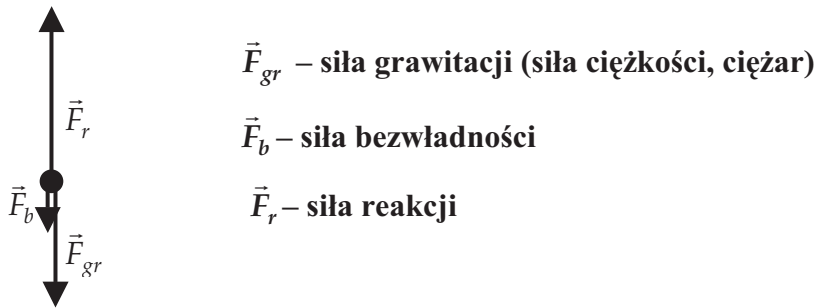 F⃗gr – siła grawitacji (siła ciężkości, ciężar)
F⃗r
F⃗b – siła bezwładności
F⃗b
F⃗r – siła reakcji
F⃗gr